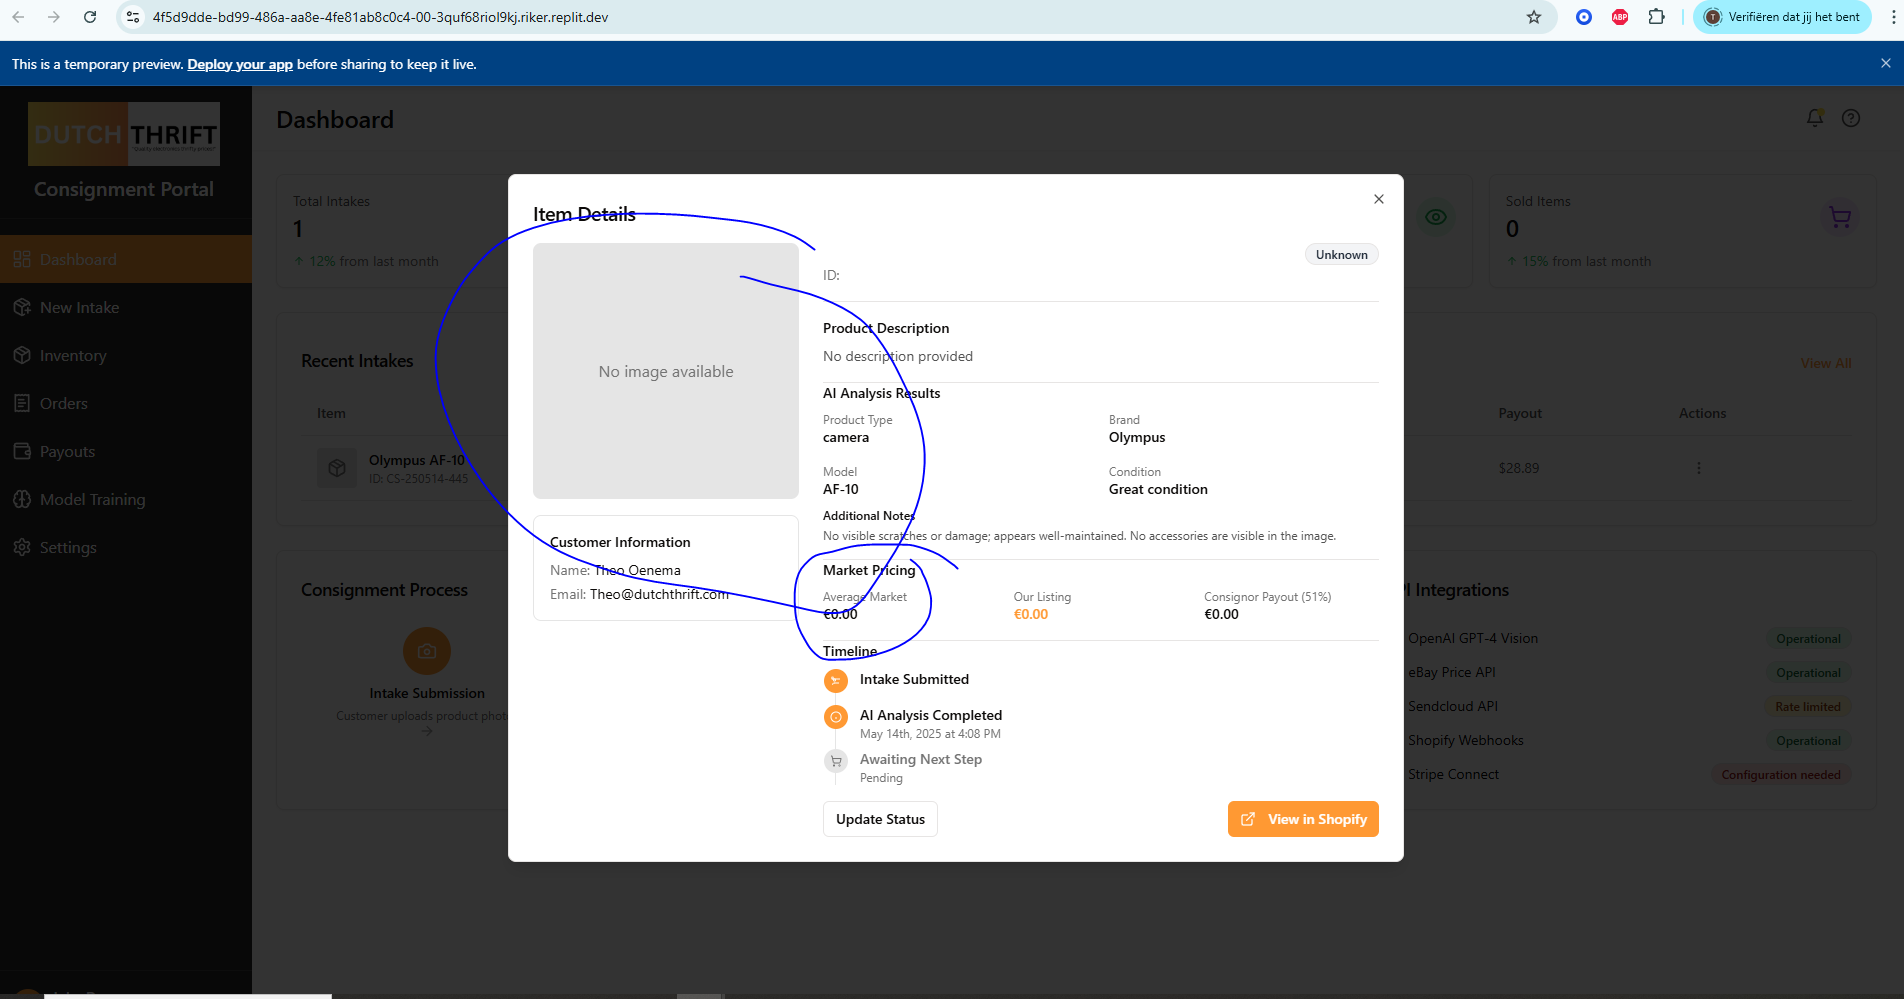 4f5d9dde-bd99-486a-aa8e-4fe81ab8c0c4-00-3quf68riol9kj.riker.replit.dev
ABP
T
Verifiëren dat jij het bent
This is a temporary preview. Deploy your app before sharing to keep it live.
DUTCH THRIFT
Consignment Portal
Dashboard
New Intake
Inventory
Orders
Payouts
Model Training
Settings
Dashboard
Total Intakes
1
↑ 12% from last month
Sold Items
0
↑ 15% from last month
Recent Intakes
View All
Item
Payout
Actions
Olympus AF-10
ID: CS-250514-445
$28.89
Consignment Process
Intake Submission
Customer uploads product phot
→
I Integrations
OpenAI GPT-4 Vision
Operational
eBay Price API
Operational
Sendcloud API
Rate limited
Shopify Webhooks
Operational
Stripe Connect
Configuration needed
Item Details
No image available
Customer Information
Name: Theo Oenema
Email: Theo@dutchthrift.com
Unknown
ID:
Product Description
No description provided
AI Analysis Results
Product Type
camera
Brand
Olympus
Model
AF-10
Condition
Great condition
Additional Notes
No visible scratches or damage; appears well-maintained. No accessories are visible in the image.
Market Pricing
Average Market
€0.00
Our Listing
€0.00
Consignor Payout (51%)
€0.00
Timeline
Intake Submitted
AI Analysis Completed
May 14th, 2025 at 4:08 PM
Awaiting Next Step
Pending
Update Status
View in Shopify